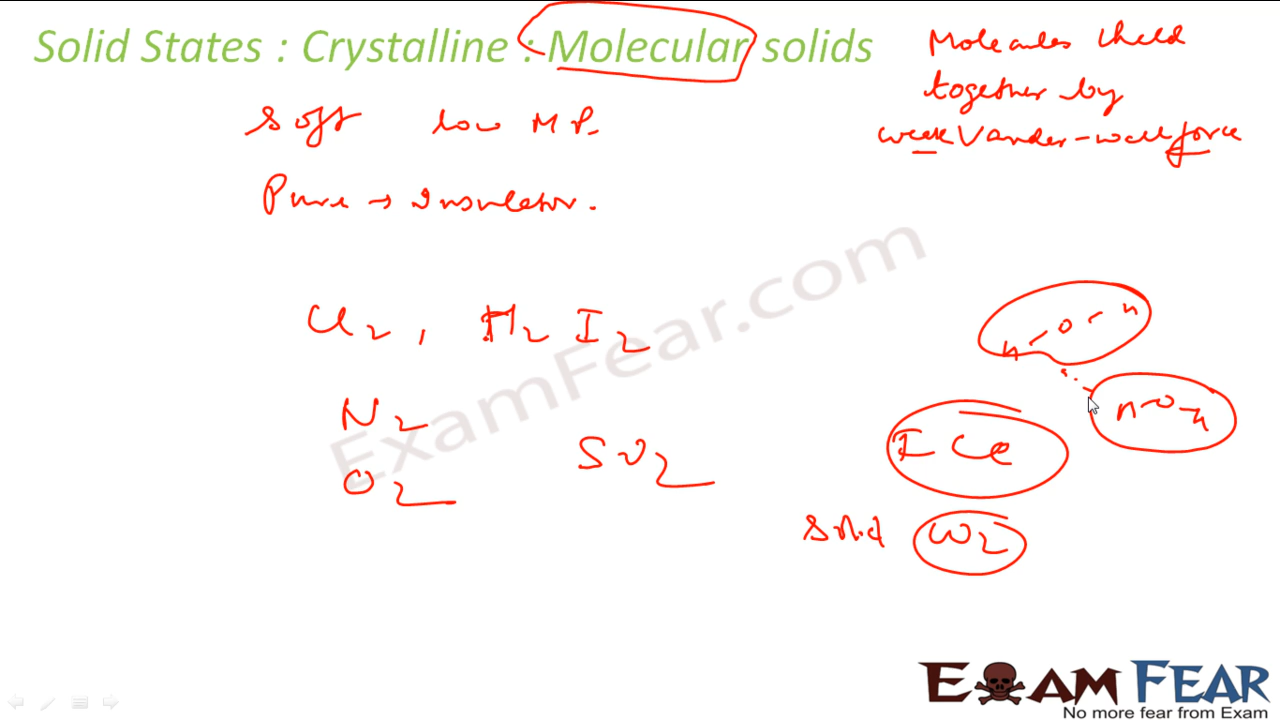 Solid States : Crystalline : Molecular solids
Molecules held
together by
weak Vander-wall force
Soft low M P.
Pure → Insulator.
Cl2, H2 I2
H-O-H
N2
H-O-H
O2
SO2
ICe
Solid CO2
ExamFear.com
EXAM FEAR
No more fear from Exam